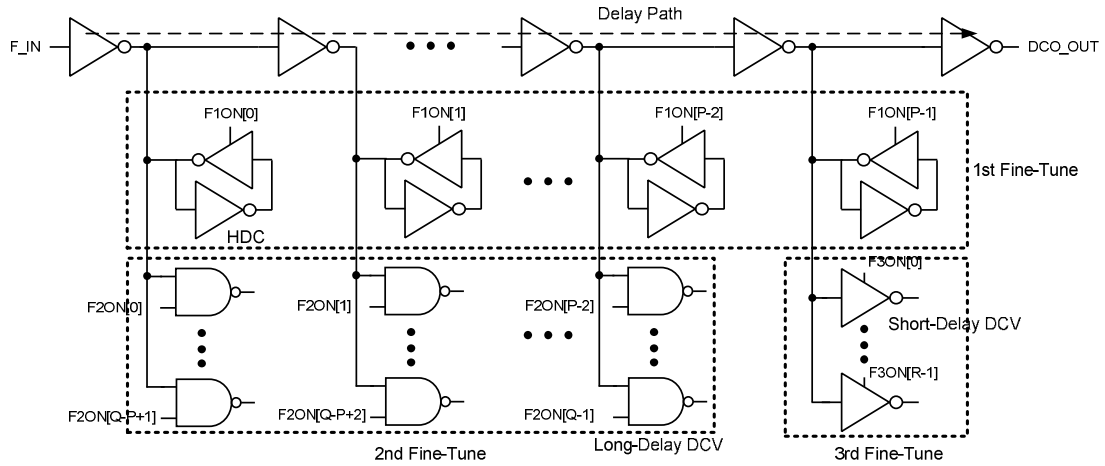 Delay Path
F_IN
DCO_OUT
F1ON[0]
F1ON[1]
F1ON[P-2]
F1ON[P-1]
1st Fine-Tune
HDC
F3ON[0]
F2ON[0]
F2ON[1]
F2ON[P-2]
Short-Delay DCV
F3ON[R-1]
F2ON[Q-P+1]
F2ON[Q-P+2]
F2ON[Q-1]
Long-Delay DCV
2nd Fine-Tune
3rd Fine-Tune